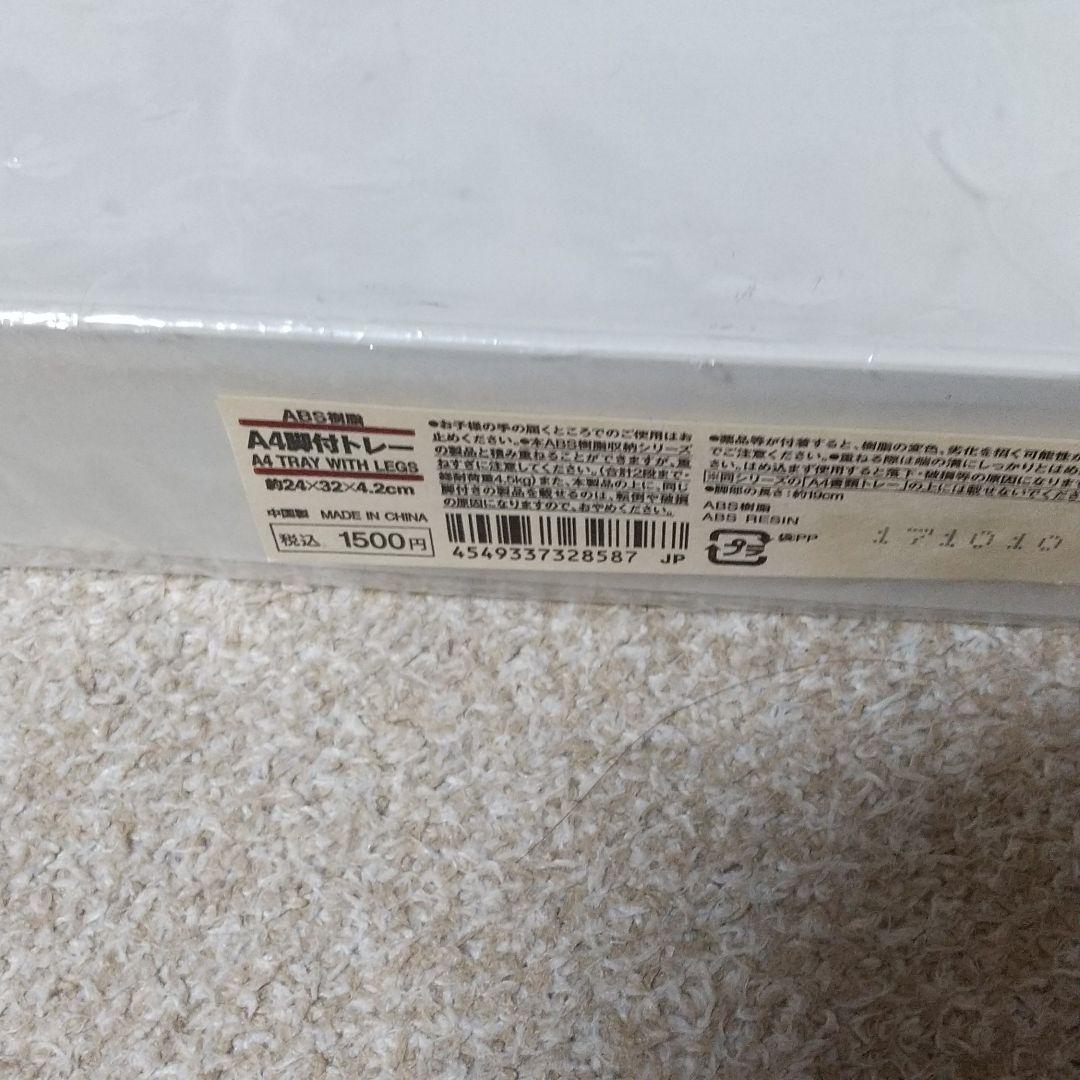 ABS樹脂
A4脚付トレー
A4 TRAY WITH LEGS
約24×32×4.2cm
中国製 MADE IN CHINA
税込 1500円
●お子様の手の届くところでのご使用はお
止めください。●本ABS樹脂収納シリーズ
の製品と積み重ねることができますが、重
ねすぎに注意してください。(合計2段まで・
総耐荷重4.5kg)また、本製品の上に、同じ
脚付きの製品を載せるのは、転倒や破損
の原因になりますので、おやめください。
4549337328587 JP
●薬品等が付着すると、樹脂の変色、劣化を招く可能性が
でご注意ください。●重ねる際は端の溝にしっかりとはめ
さい。はめ込まず使用すると落下・破損等の原因になります
※同シリーズの「A4書類トレー」の上には載せないでくださ
●脚部の長さ：約19cm
ABS樹脂
ABS RESIN
プラ 袋PP
171010